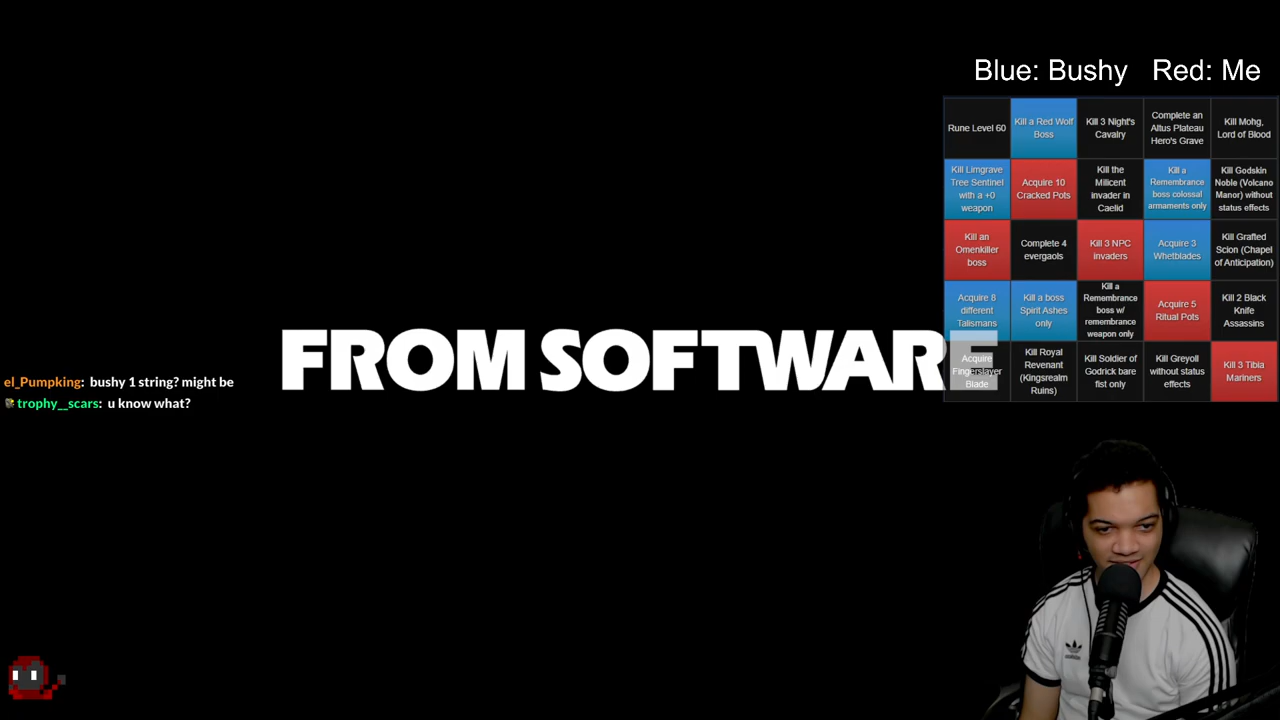 Blue: Bushy Red: Me
Rune Level 60
Kill a Red Wolf
Boss
Kill 3 Night's
Cavalry
Complete an
Altus Plateau
Hero's Grave
Kill Mohg,
Lord of Blood
Kill Limgrave
Tree Sentinel
with a +0
weapon
Acquire 10
Cracked Pots
Kill the
Milicent
invader in
Caelid
Kill a
Remembrance
boss colossal
armaments only
Kill Godskin
Noble (Volcano
Manor) without
status effects
Kill an
Omenkiller
boss
Complete 4
evergaols
Kill 3 NPC
invaders
Acquire 3
Whetblades
Kill Grafted
Scion (Chapel
of Anticipation)
Acquire 8
different
Talismans
Kill a boss
Spirit Ashes
only
Kill a
Remembrance
boss w/
remembrance
weapon only
Acquire 5
Ritual Pots
Kill 2 Black
Knife
Assassins
Acquire
Fingerslayer
Blade
Kill Royal
Revenant
(Kingsrealm
Ruins)
Kill Soldier of
Godrick bare
fist only
Kill Greyoll
without status
effects
Kill 3 Tibia
Mariners
FROM SOFTWARE
el_Pumpking: bushy 1 string? might be
trophy__scars: u know what?